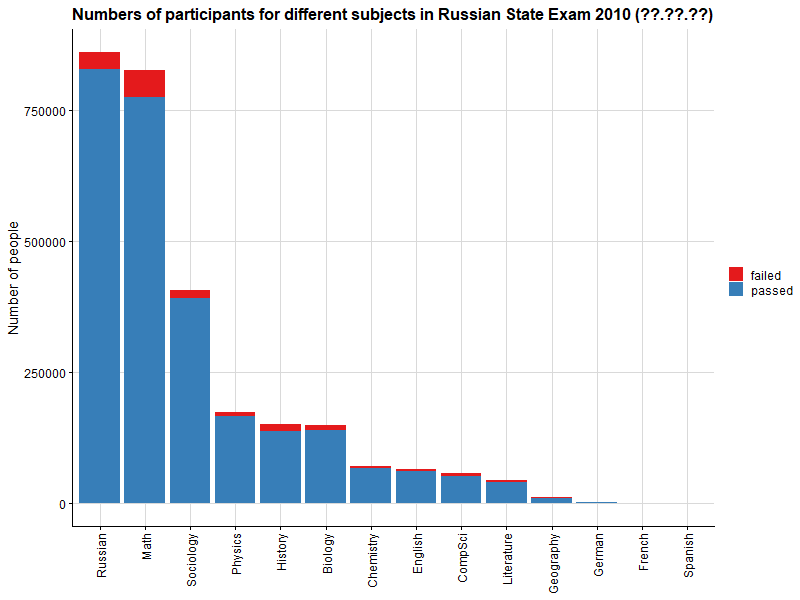 Numbers of participants for different subjects in Russian State Exam 2010 (??.??.??)
Number of people
750000
500000
250000
0
Russian
Math
Sociology
Physics
History
Biology
Chemistry
English
CompSci
Literature
Geography
German
French
Spanish
failed
passed